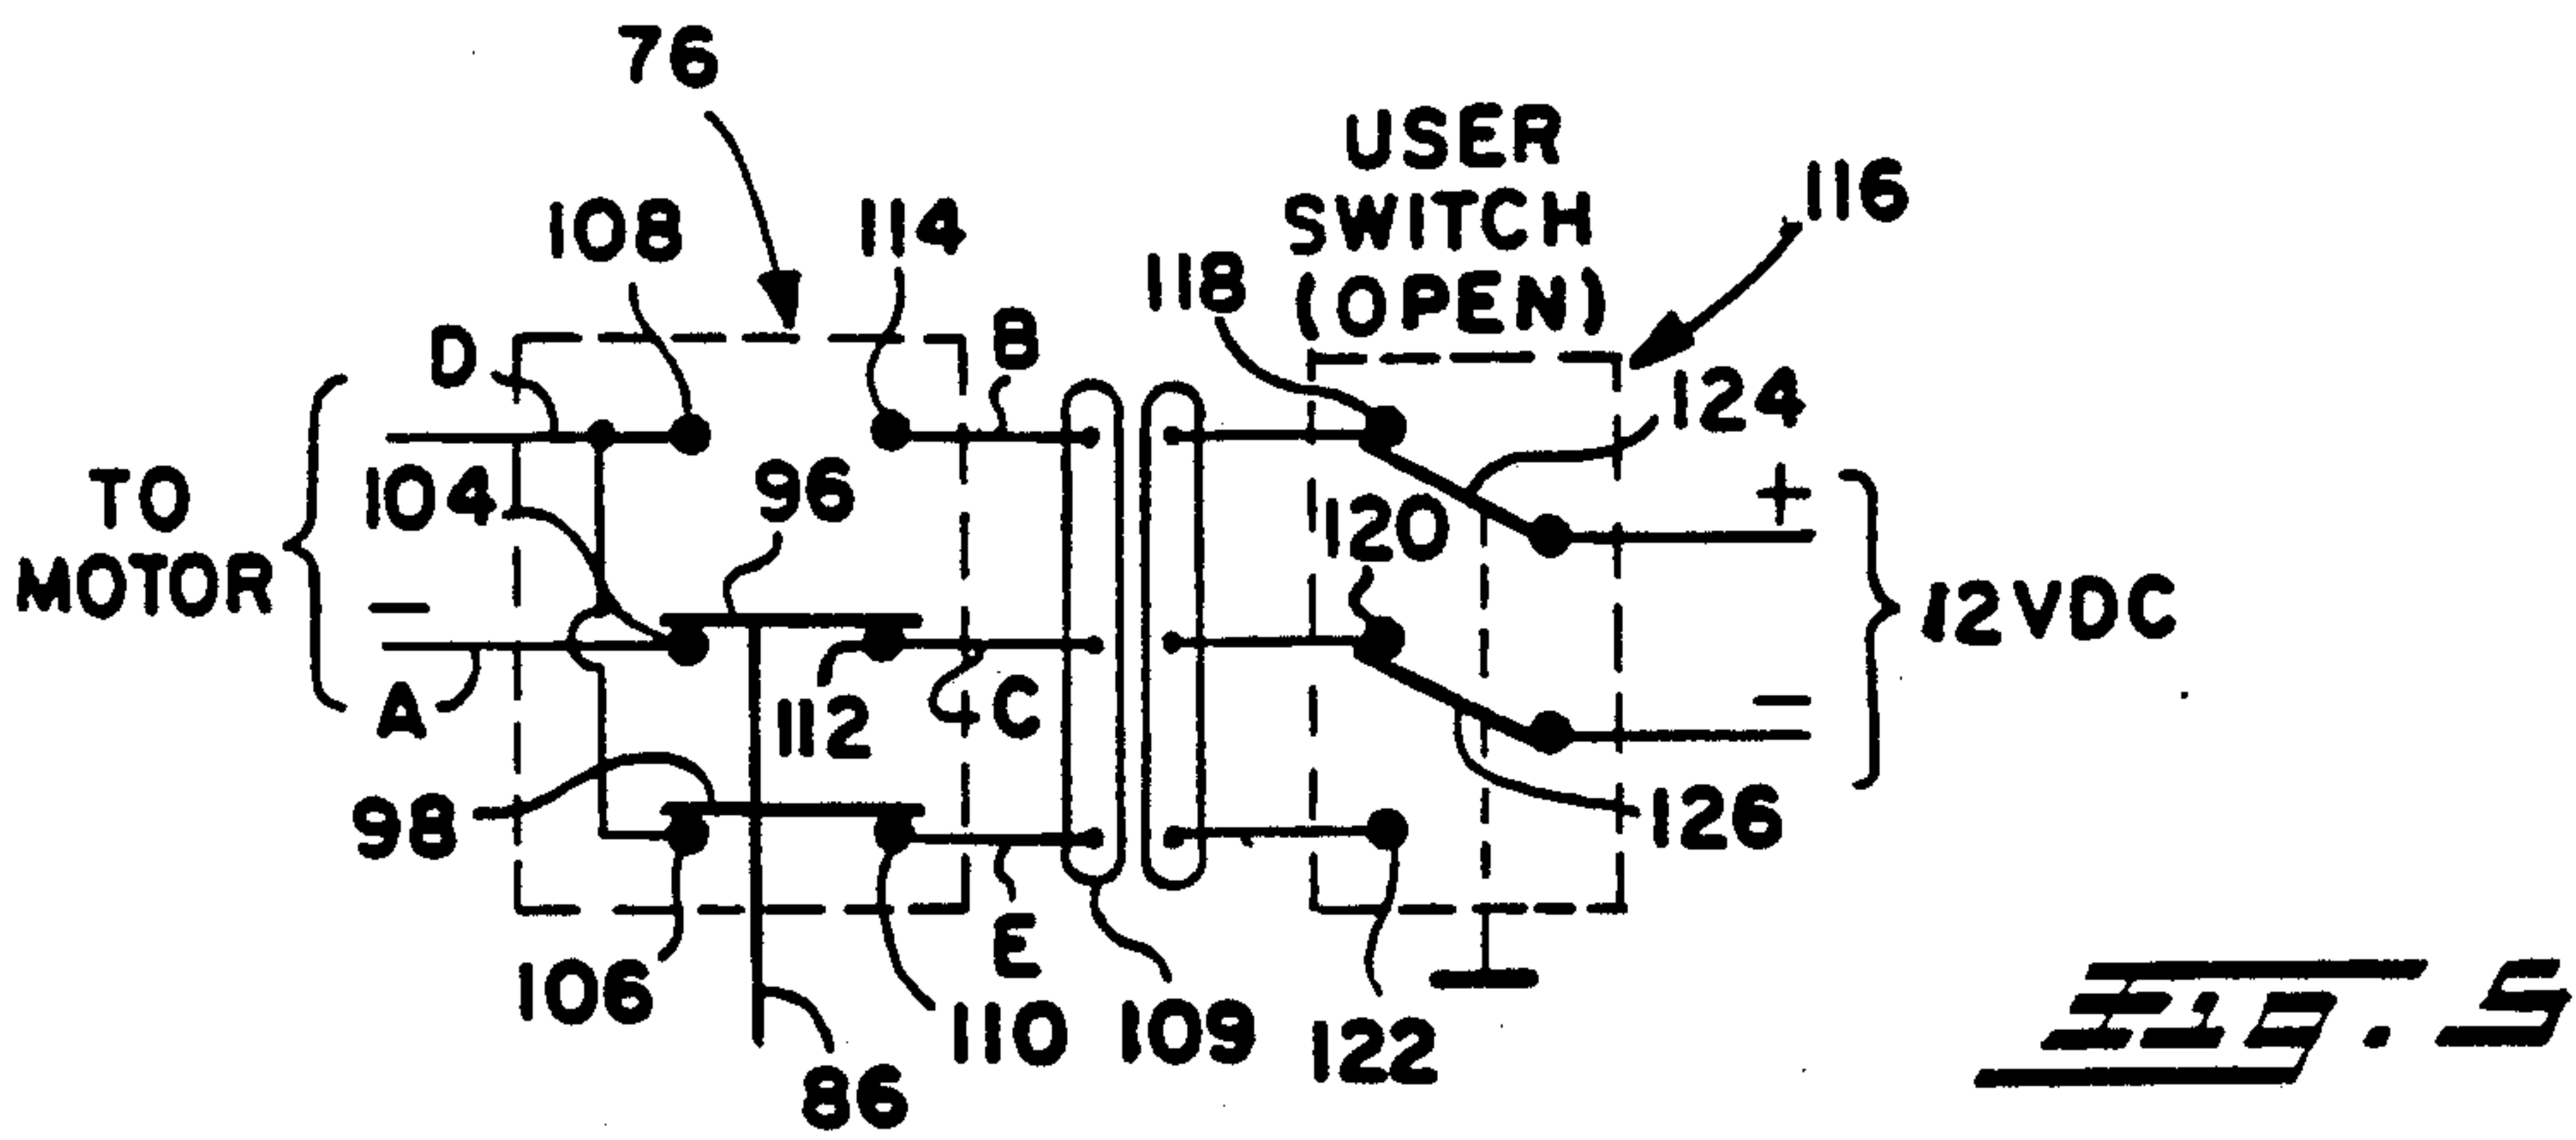 76
USER
SWITCH
(OPEN)
116
108
114
118
D
B
124
TO
MOTOR
104
96
120
+
12VDC
−
A
112
C
−
98
126
106
E
110
109
122
86
Fig. 5